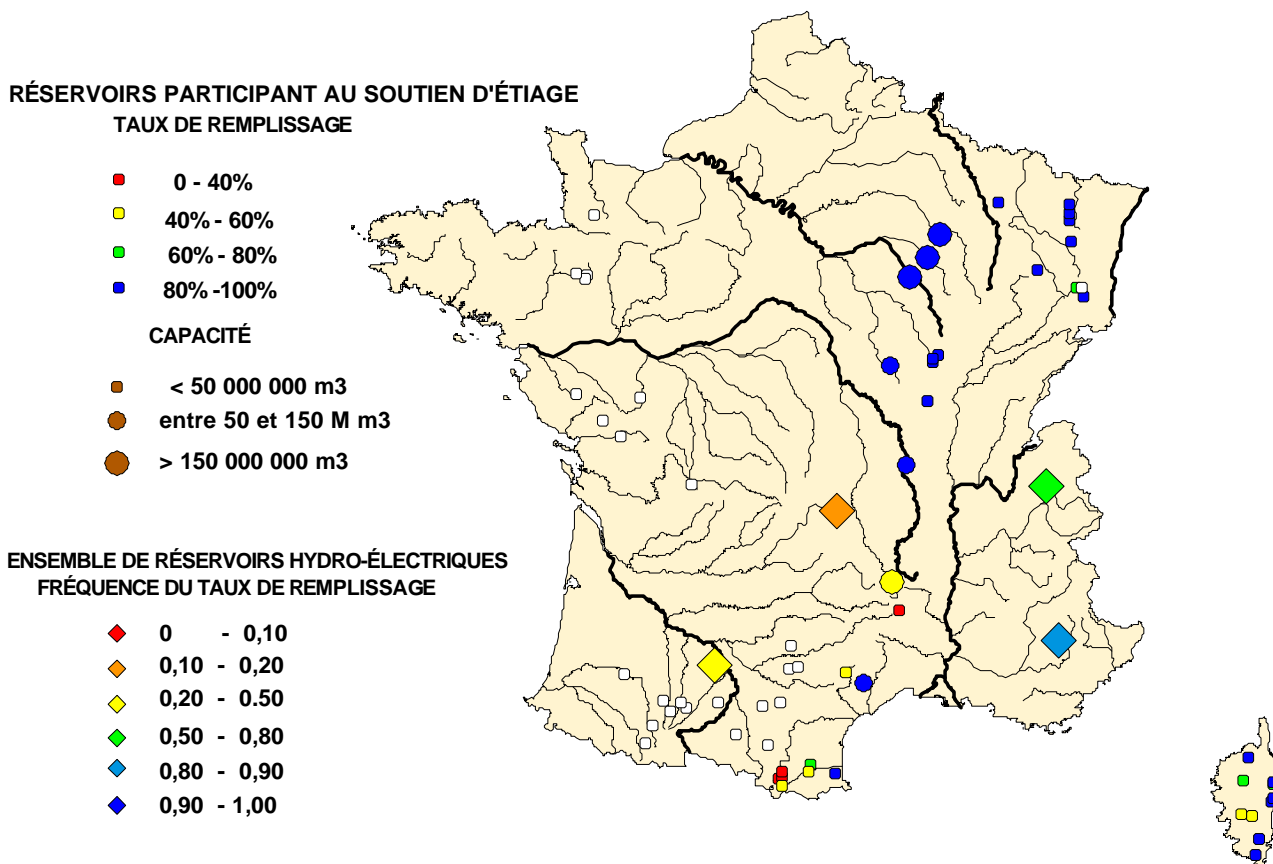 RÉSERVOIRS PARTICIPANT AU SOUTIEN D'ÉTIAGE
TAUX DE REMPLISSAGE
0 - 40%
40% - 60%
60% - 80%
80% -100%
CAPACITÉ
< 50 000 000 m3
entre 50 et 150 M m3
> 150 000 000 m3
ENSEMBLE DE RÉSERVOIRS HYDRO-ÉLECTRIQUES
FRÉQUENCE DU TAUX DE REMPLISSAGE
0 - 0,10
0,10 - 0,20
0,20 - 0.50
0,50 - 0,80
0,80 - 0,90
0,90 - 1,00